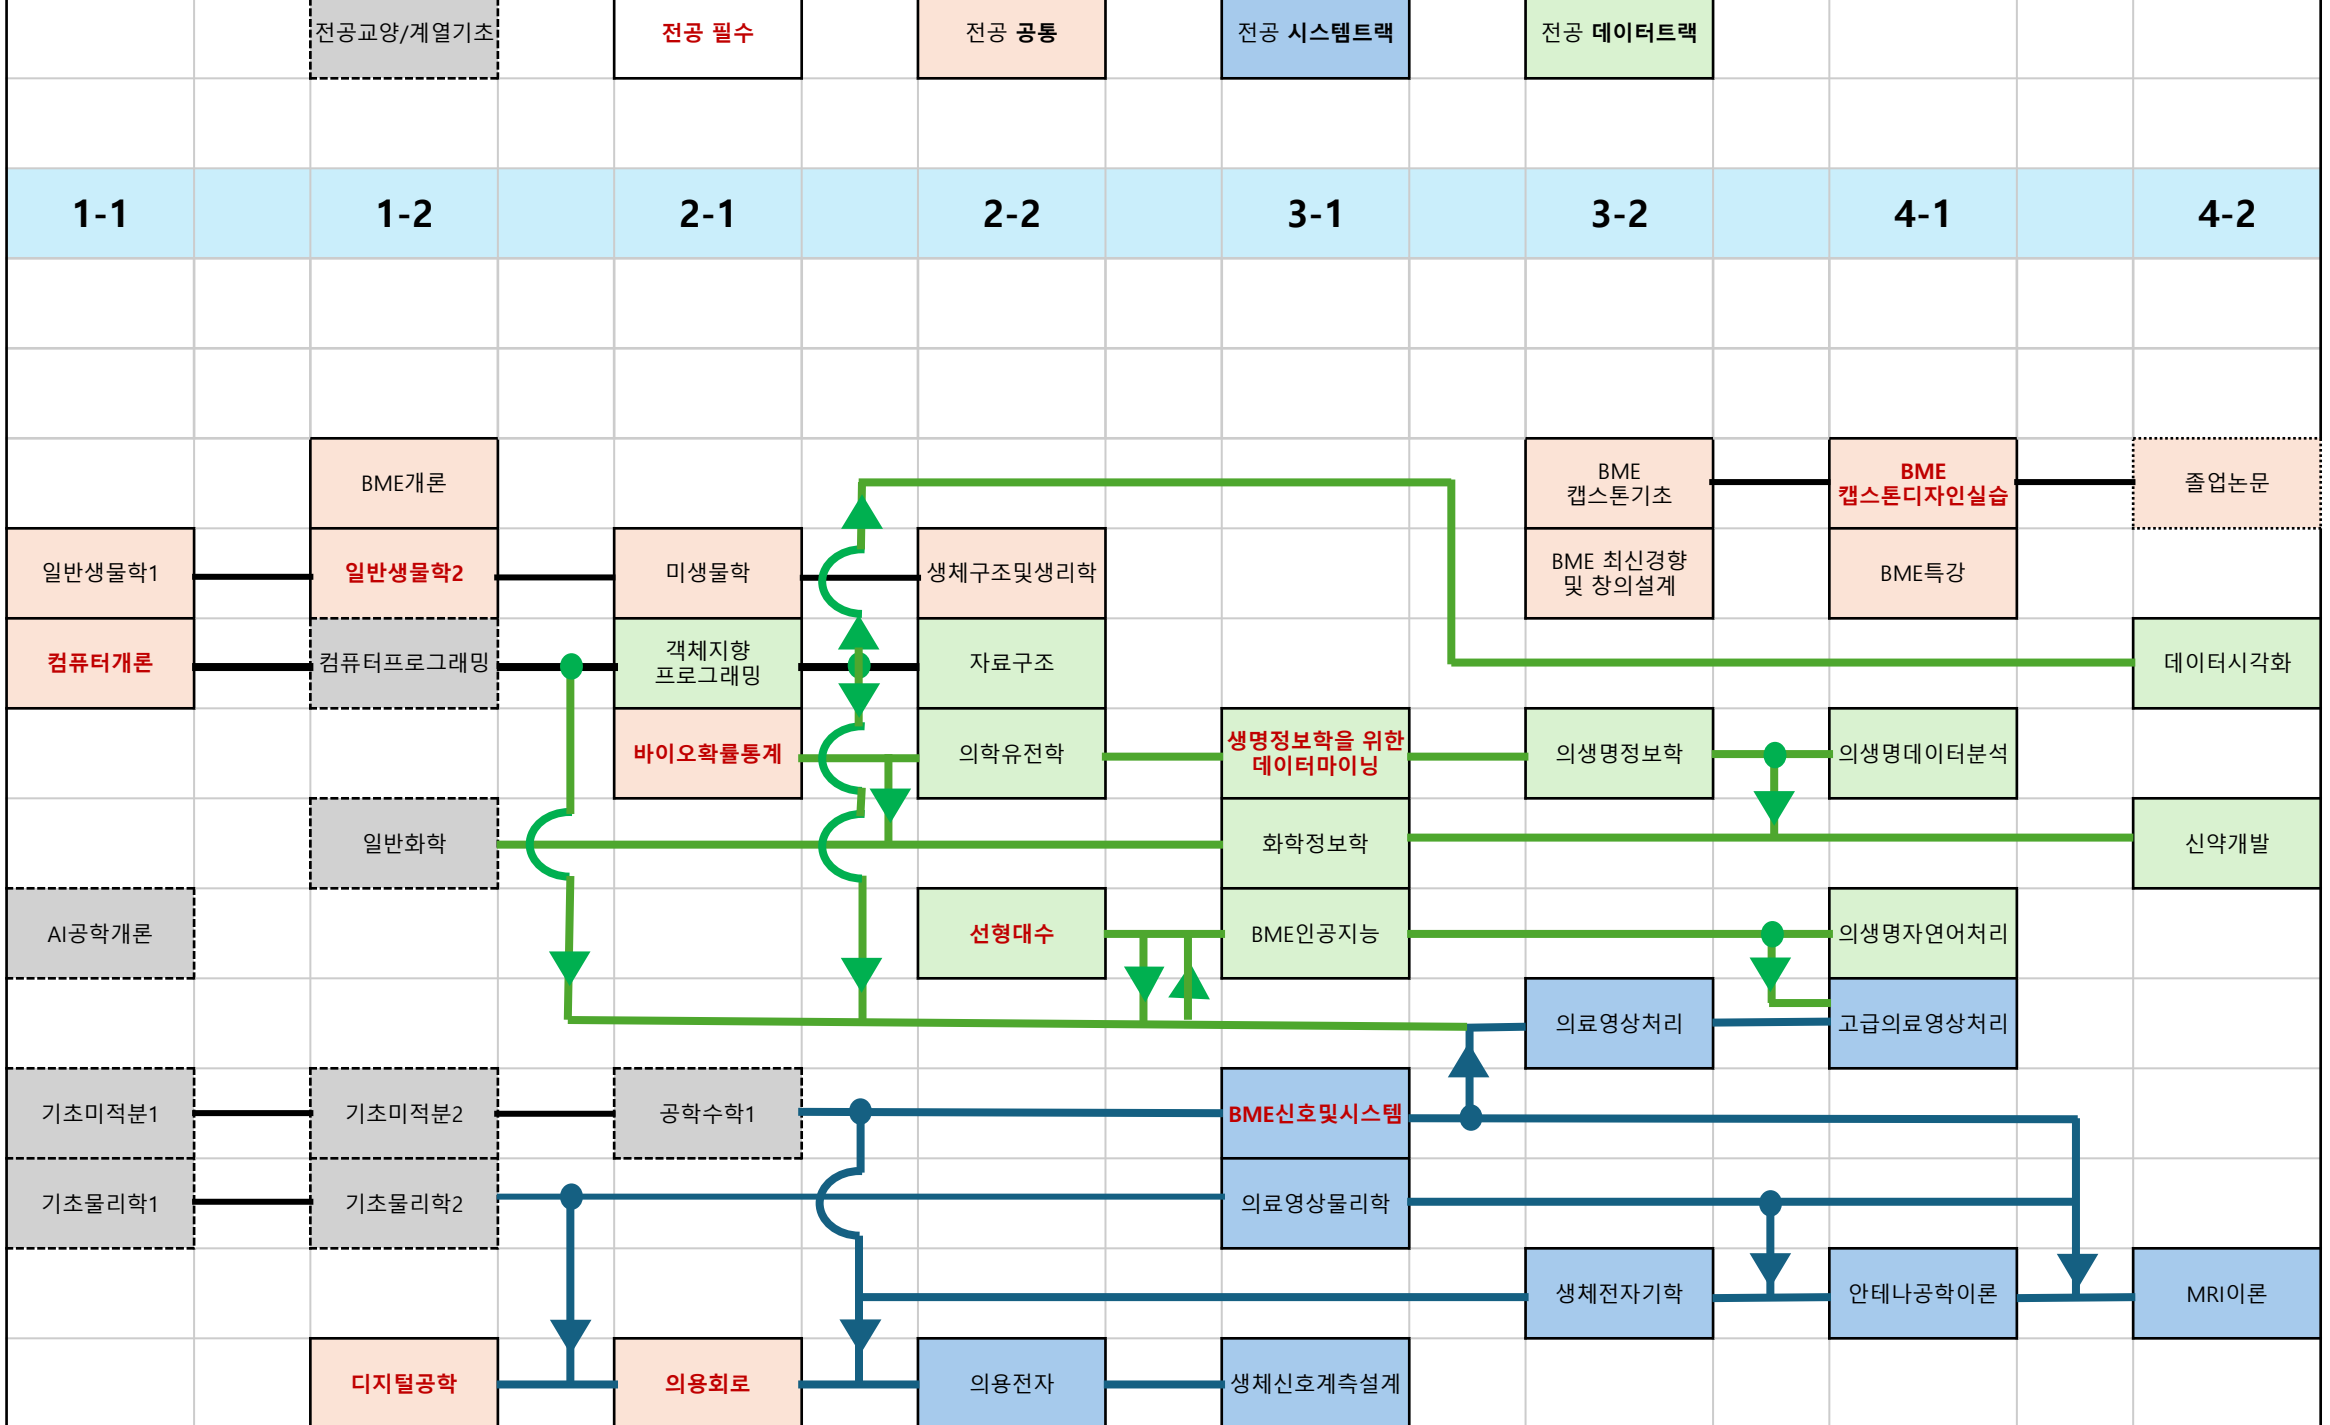 전공교양/계열기초
전공 필수
전공 공통
전공 시스템트랙
전공 데이터트랙
1-1
1-2
2-1
2-2
3-1
3-2
4-1
4-2
BME개론
BME
캡스톤기초
BME
캡스톤디자인실습
졸업논문
일반생물학1
일반생물학2
미생물학
생체구조및생리학
BME 최신경향
및 창의설계
BME특강
컴퓨터개론
컴퓨터프로그래밍
객체지향
프로그래밍
자료구조
데이터시각화
바이오확률통계
의학유전학
생명정보학을 위한
데이터마이닝
의생명정보학
의생명데이터분석
일반화학
화학정보학
신약개발
AI공학개론
선형대수
BME인공지능
의생명자연어처리
의료영상처리
고급의료영상처리
기초미적분1
기초미적분2
공학수학1
BME신호및시스템
기초물리학1
기초물리학2
의료영상물리학
생체전자기학
안테나공학이론
MRI이론
디지털공학
의용회로
의용전자
생체신호계측설계